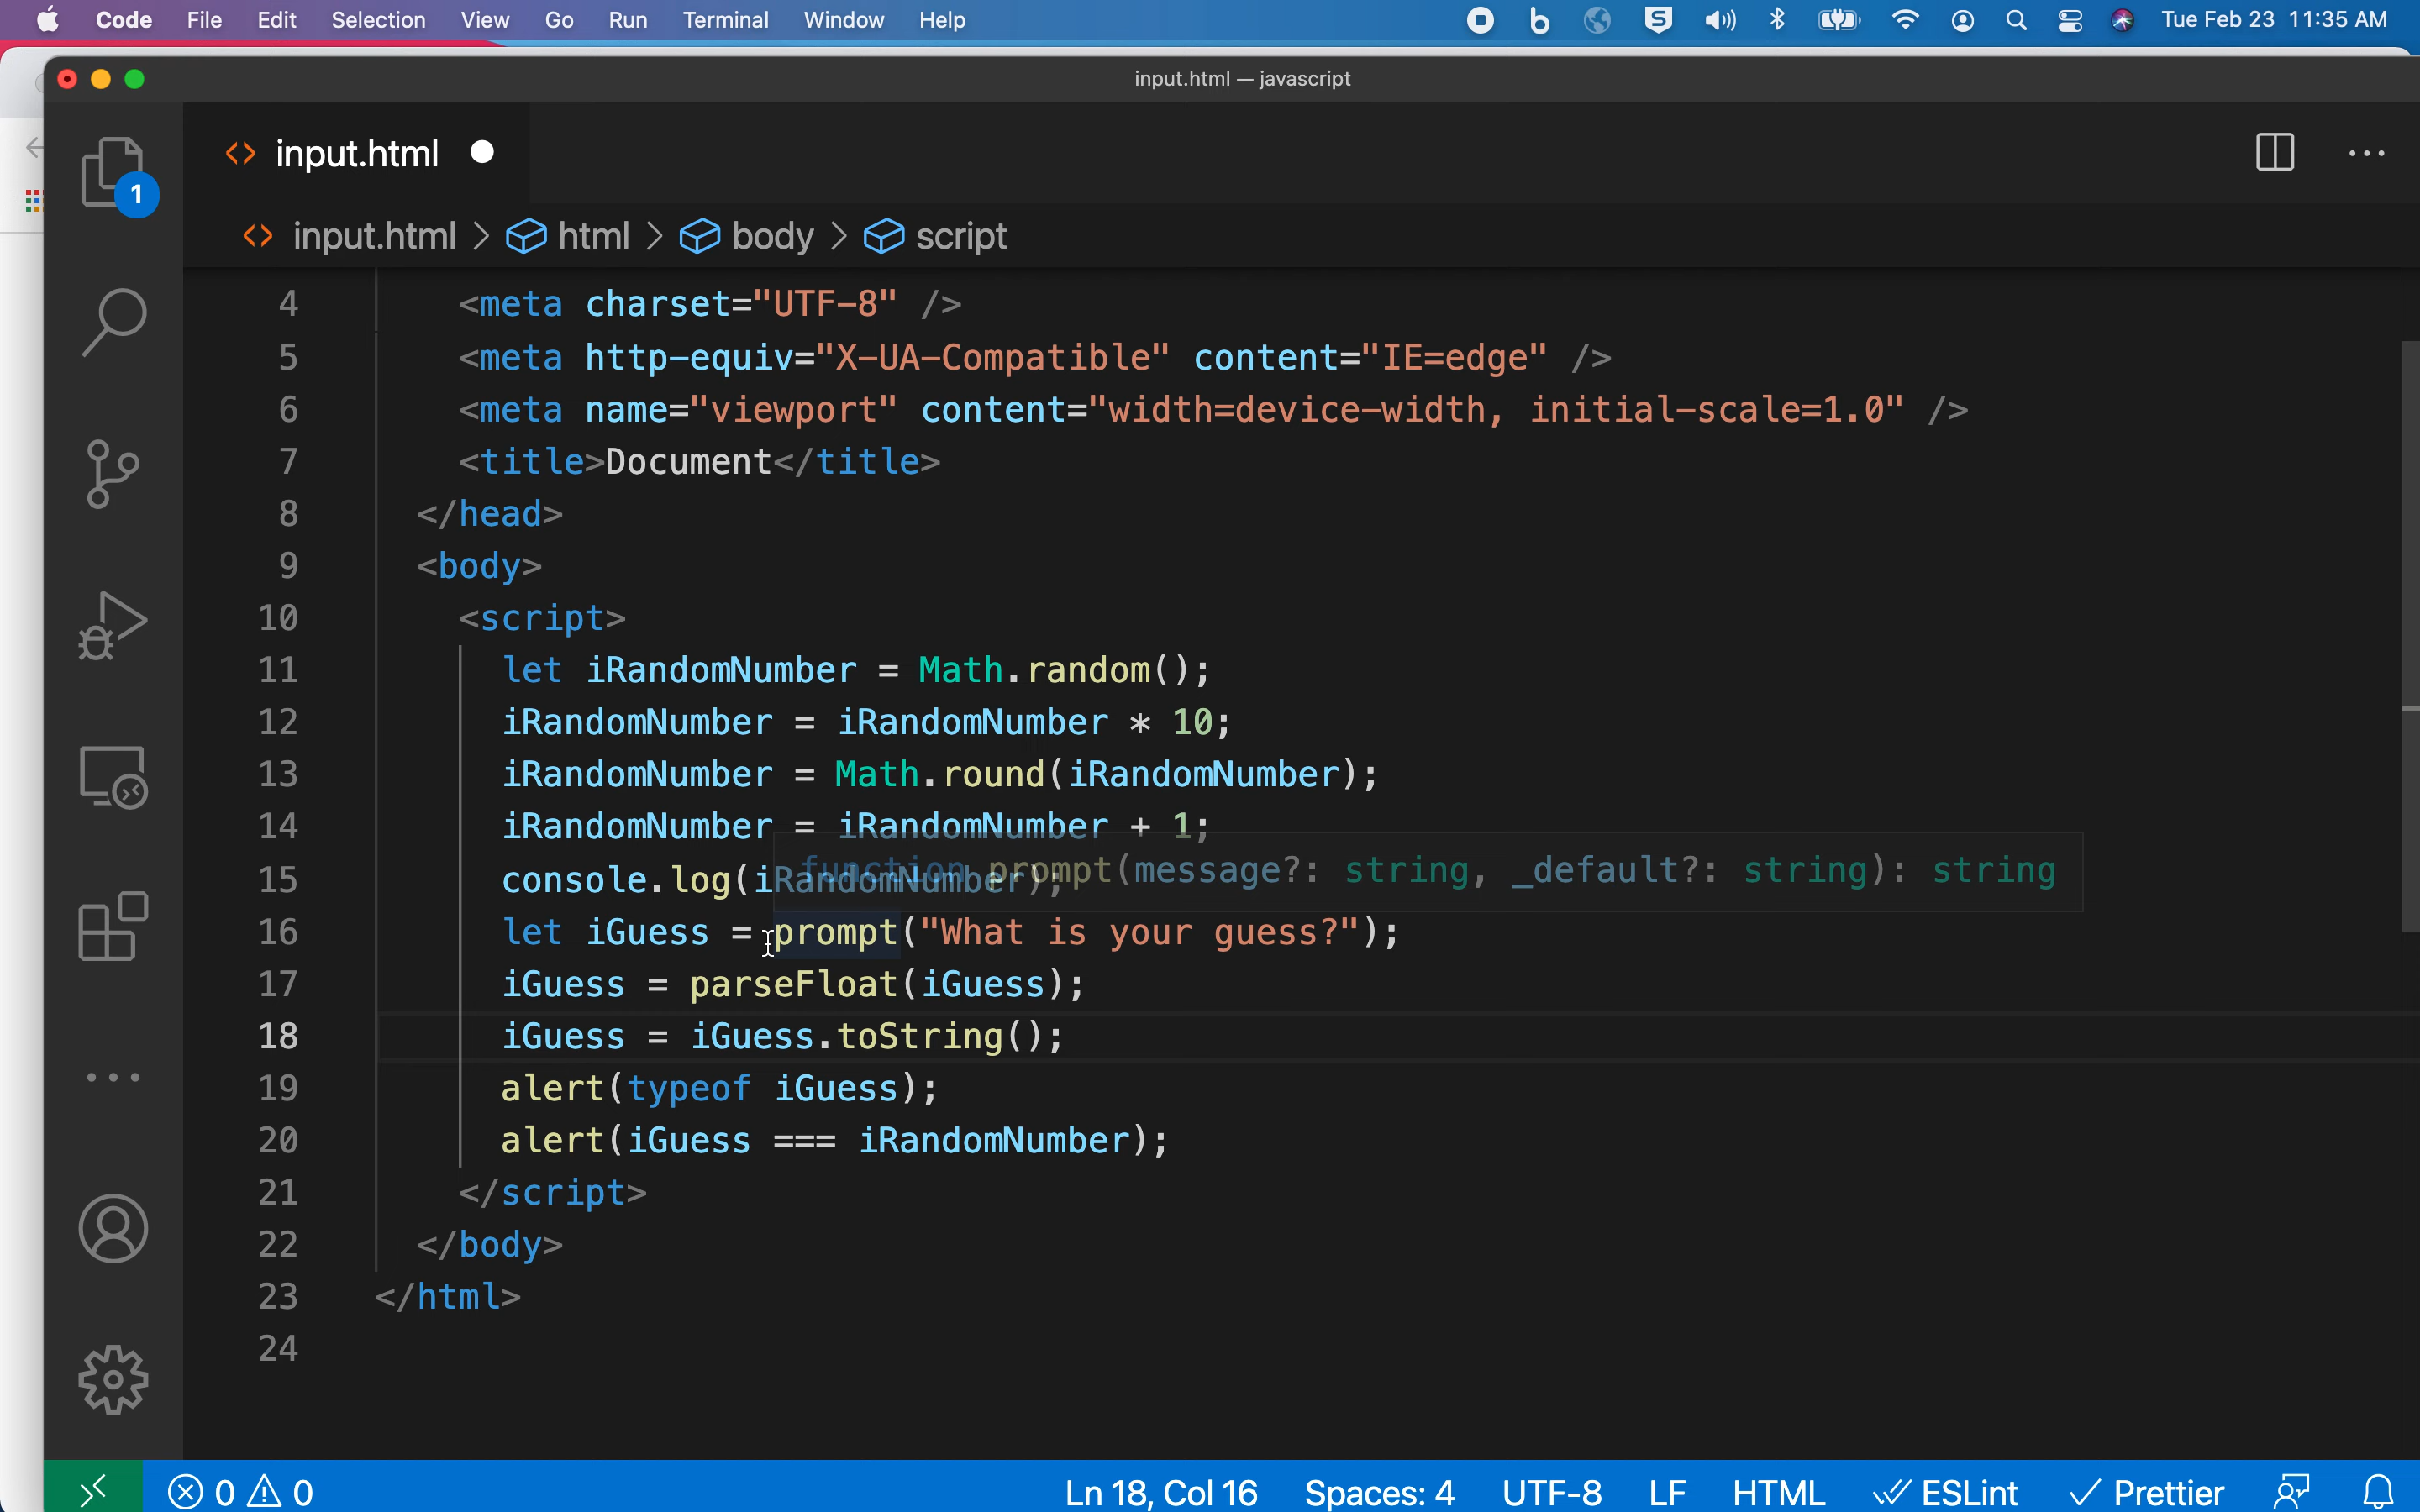 Code File Edit Selection View Go Run Terminal Window Help Tue Feb 23 11:35 AM
input.html — javascript
1
input.html
input.html > html > body > script
4 <meta charset="UTF-8" />
5 <meta http-equiv="X-UA-Compatible" content="IE=edge" />
6 <meta name="viewport" content="width=device-width, initial-scale=1.0" />
7 <title>Document</title>
8 </head>
9 <body>
10 <script>
11 let iRandomNumber = Math.random();
12 iRandomNumber = iRandomNumber * 10;
13 iRandomNumber = Math.round(iRandomNumber);
14 iRandomNumber = iRandomNumber + 1;
function prompt(message?: string, _default?: string): string
15 console.log(iRandomNumber);
16 let iGuess = prompt("What is your guess?");
17 iGuess = parseFloat(iGuess);
18 iGuess = iGuess.toString();
19 alert(typeof iGuess);
20 alert(iGuess === iRandomNumber);
21 </script>
22 </body>
23 </html>
24
0 0 Ln 18, Col 16 Spaces: 4 UTF-8 LF HTML ESLint Prettier